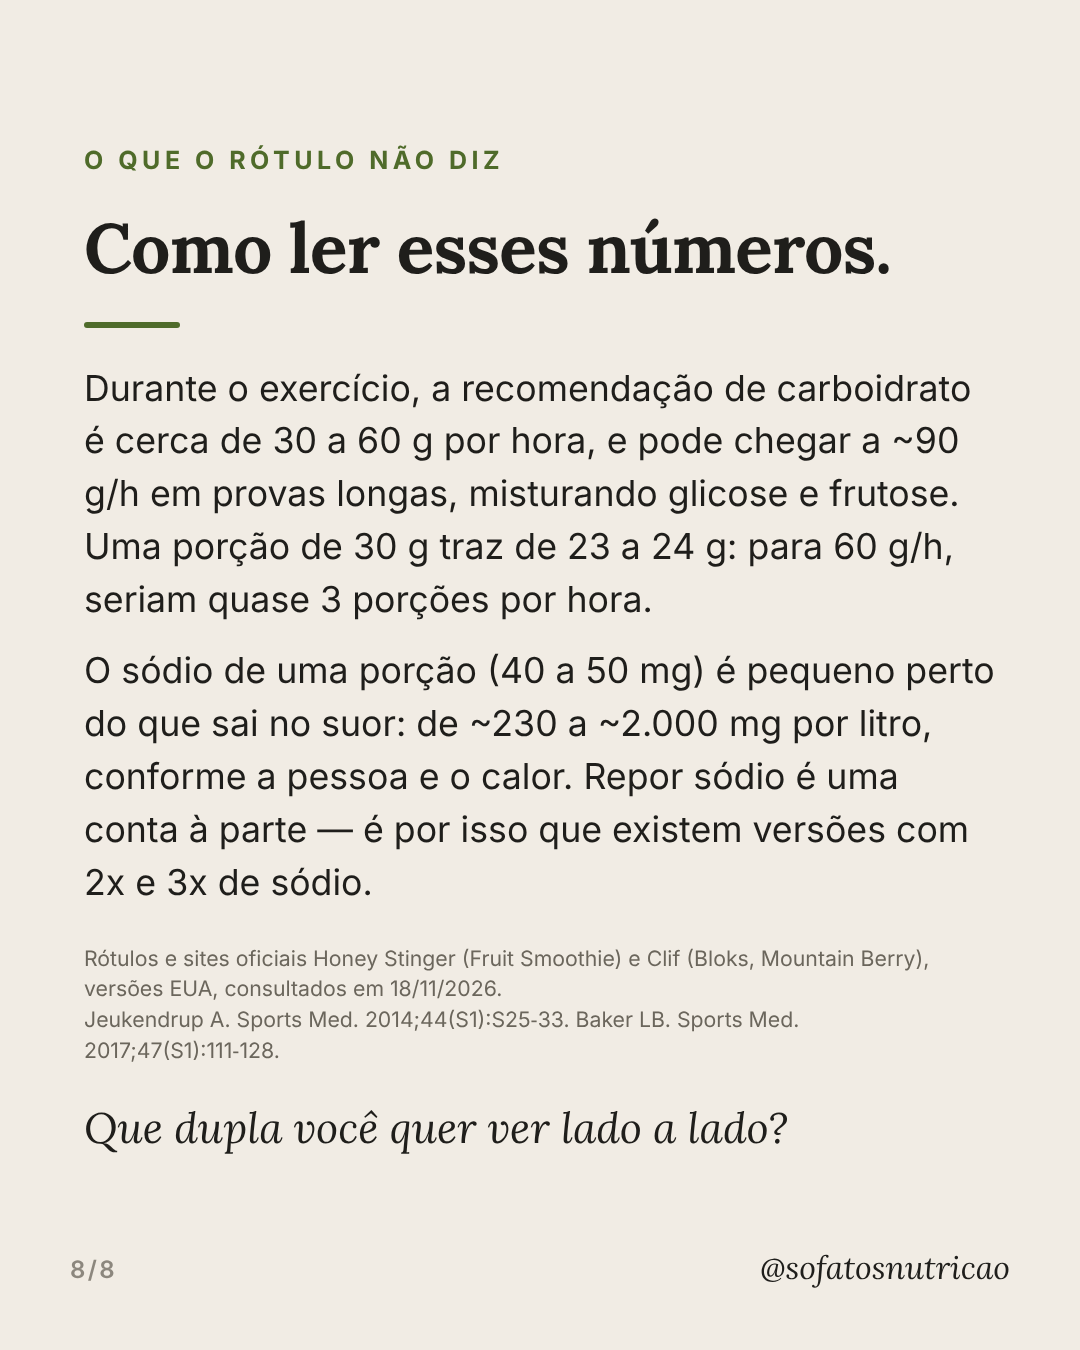 O QUE O RÓTULO NÃO DIZ
Como ler esses números.
Durante o exercício, a recomendação de carboidrato
é cerca de 30 a 60 g por hora, e pode chegar a ~90
g/h em provas longas, misturando glicose e frutose.
Uma porção de 30 g traz de 23 a 24 g: para 60 g/h,
seriam quase 3 porções por hora.
O sódio de uma porção (40 a 50 mg) é pequeno perto
do que sai no suor: de ~230 a ~2.000 mg por litro,
conforme a pessoa e o calor. Repor sódio é uma
conta à parte — é por isso que existem versões com
2x e 3x de sódio.
Rótulos e sites oficiais Honey Stinger (Fruit Smoothie) e Clif (Bloks, Mountain Berry),
versões EUA, consultados em 18/11/2026.
Jeukendrup A. Sports Med. 2014;44(S1):S25-33. Baker LB. Sports Med.
2017;47(S1):111-128.
Que dupla você quer ver lado a lado?
8/8
@sofatosnutricao